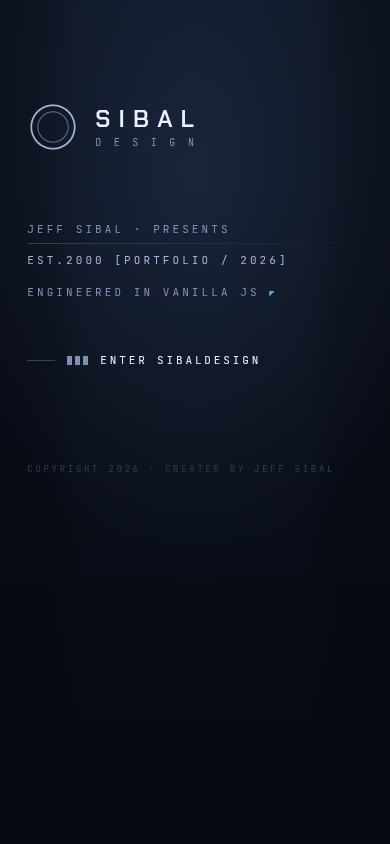 SIBAL
DESIGN
JEFF SIBAL · PRESENTS
EST.2000 [PORTFOLIO / 2026]
ENGINEERED IN VANILLA JS
ENTER SIBALDESIGN
COPYRIGHT 2026 · CREATED BY JEFF SIBAL